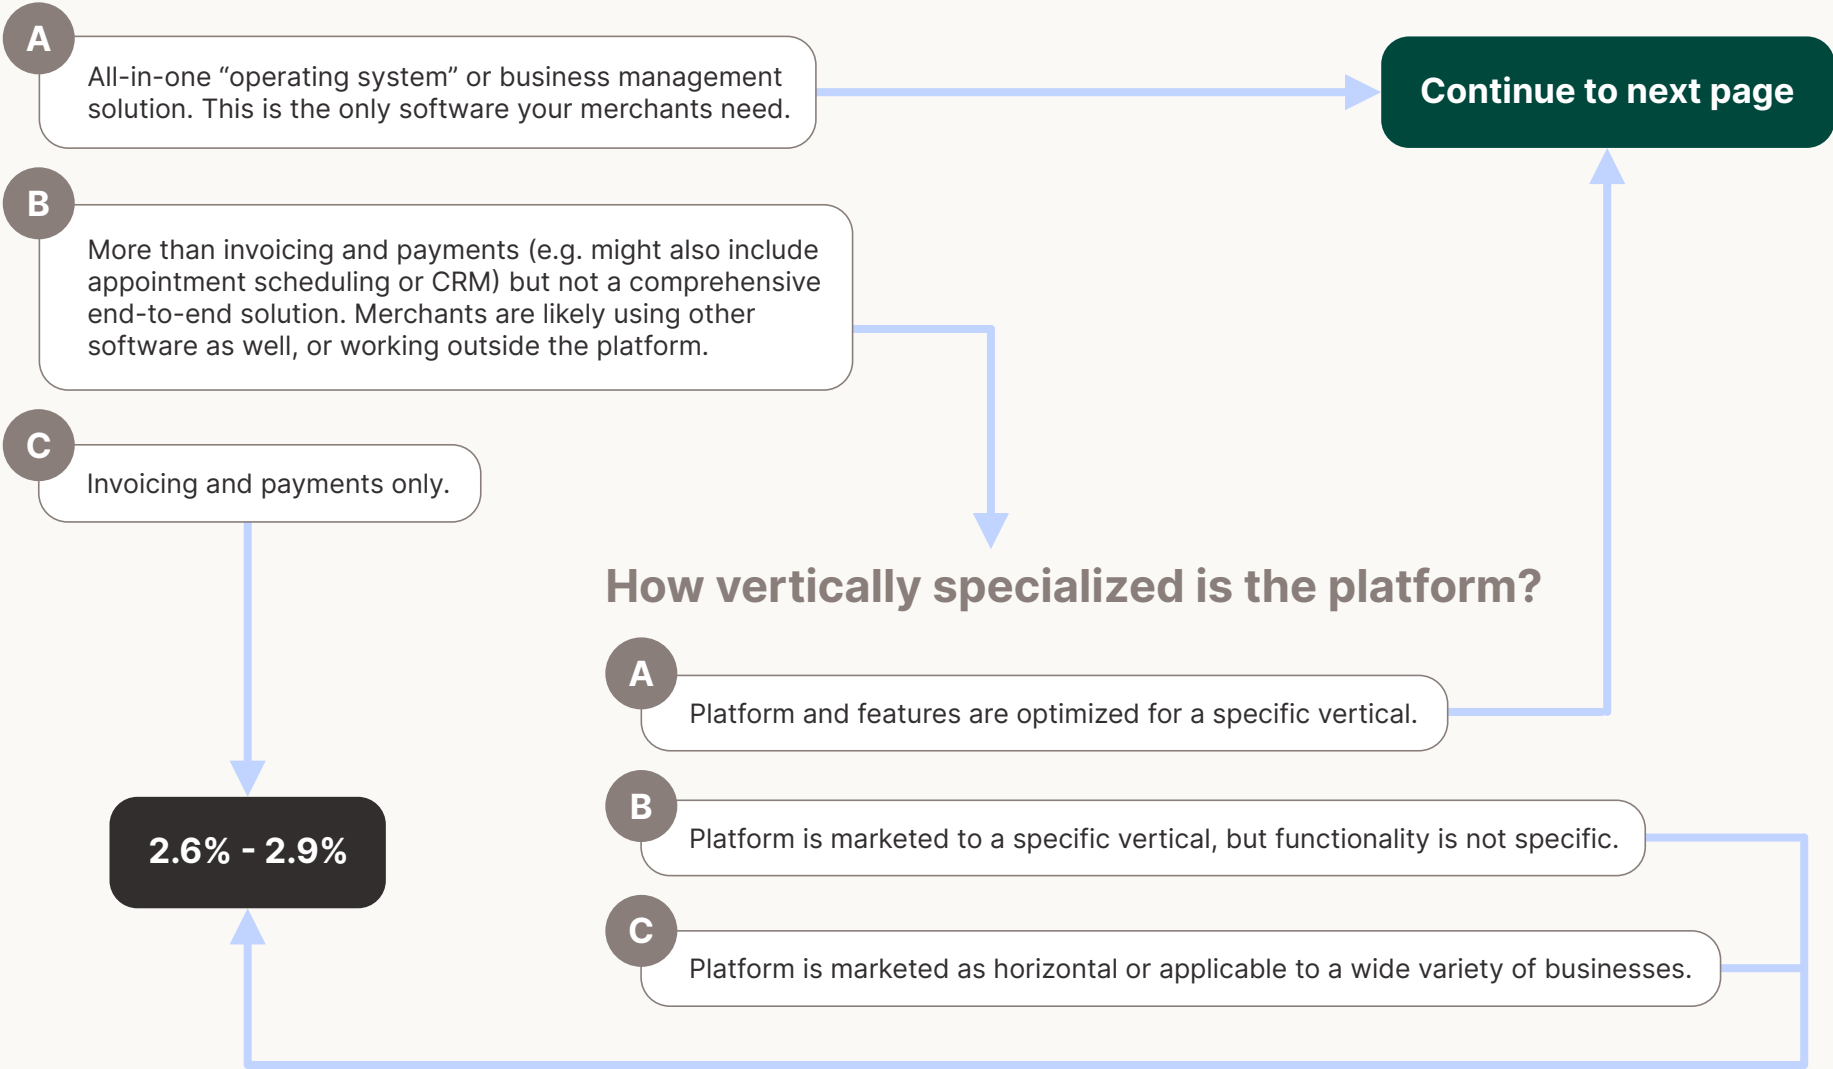 A
All-in-one “operating system” or business management
solution. This is the only software your merchants need.
Continue to next page
B
More than invoicing and payments (e.g. might also include
appointment scheduling or CRM) but not a comprehensive
end-to-end solution. Merchants are likely using other
software as well, or working outside the platform.
C
Invoicing and payments only.
How vertically specialized is the platform?
A
Platform and features are optimized for a specific vertical.
B
Platform is marketed to a specific vertical, but functionality is not specific.
2.6% - 2.9%
C
Platform is marketed as horizontal or applicable to a wide variety of businesses.